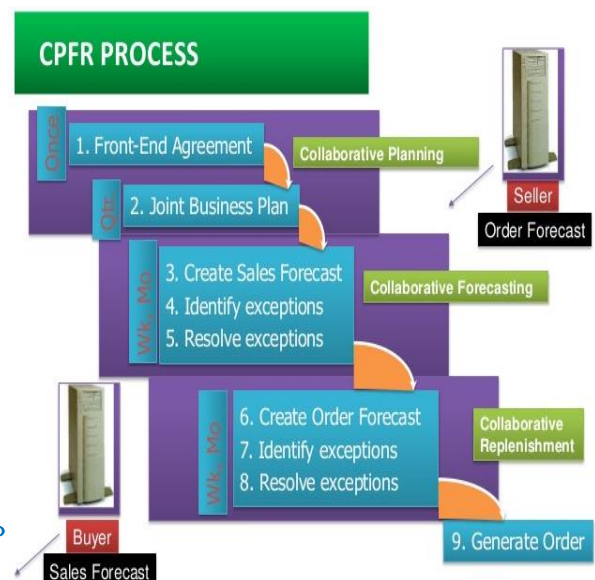 CPFR PROCESS
Once
1. Front-End Agreement
Collaborative Planning
Qtr
2. Joint Business Plan
Seller
Order Forecast
Wk, Mo
3. Create Sales Forecast
4. Identify exceptions
5. Resolve exceptions
Collaborative Forecasting
Wk, Mo
6. Create Order Forecast
7. Identify exceptions
8. Resolve exceptions
Collaborative
Replenishment
9. Generate Order
Buyer
Sales Forecast